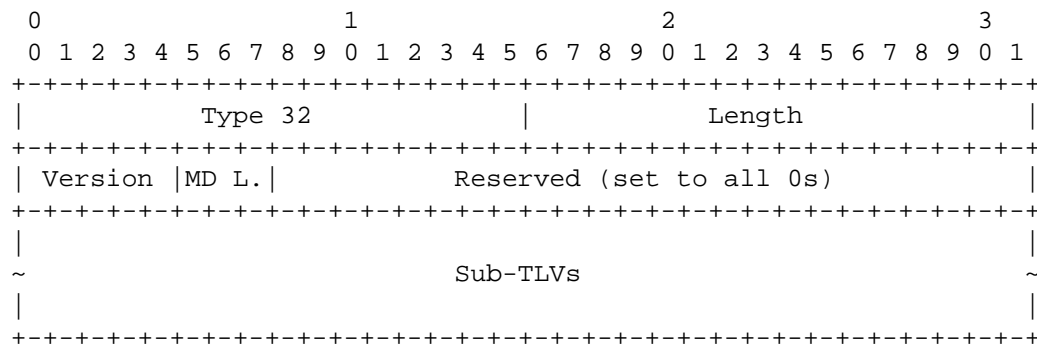 0                   1                   2                   3
 0 1 2 3 4 5 6 7 8 9 0 1 2 3 4 5 6 7 8 9 0 1 2 3 4 5 6 7 8 9 0 1
+-+-+-+-+-+-+-+-+-+-+-+-+-+-+-+-+-+-+-+-+-+-+-+-+-+-+-+-+-+-+-+-+
|           Type 32             |           Length              |
+-+-+-+-+-+-+-+-+-+-+-+-+-+-+-+-+-+-+-+-+-+-+-+-+-+-+-+-+-+-+-+-+
| Version |MD L.|           Reserved (set to all 0s)            |
+-+-+-+-+-+-+-+-+-+-+-+-+-+-+-+-+-+-+-+-+-+-+-+-+-+-+-+-+-+-+-+-+
|                                                               |
~                           Sub-TLVs                            ~
|                                                               |
+-+-+-+-+-+-+-+-+-+-+-+-+-+-+-+-+-+-+-+-+-+-+-+-+-+-+-+-+-+-+-+-+